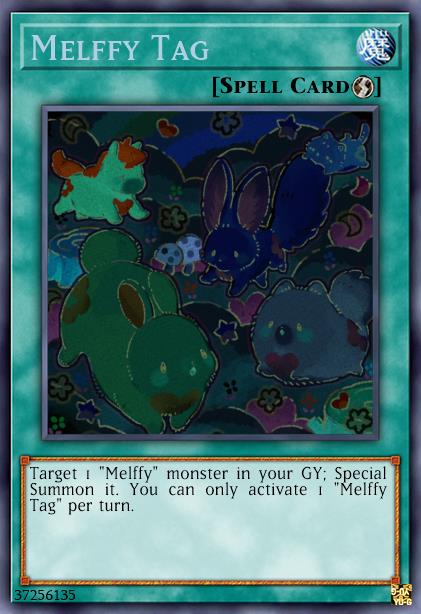 Melffy Tag
魔
[Spell Card]
Target 1 "Melffy" monster in your GY; Special
Summon it. You can only activate 1 "Melffy
Tag" per turn.
37256135